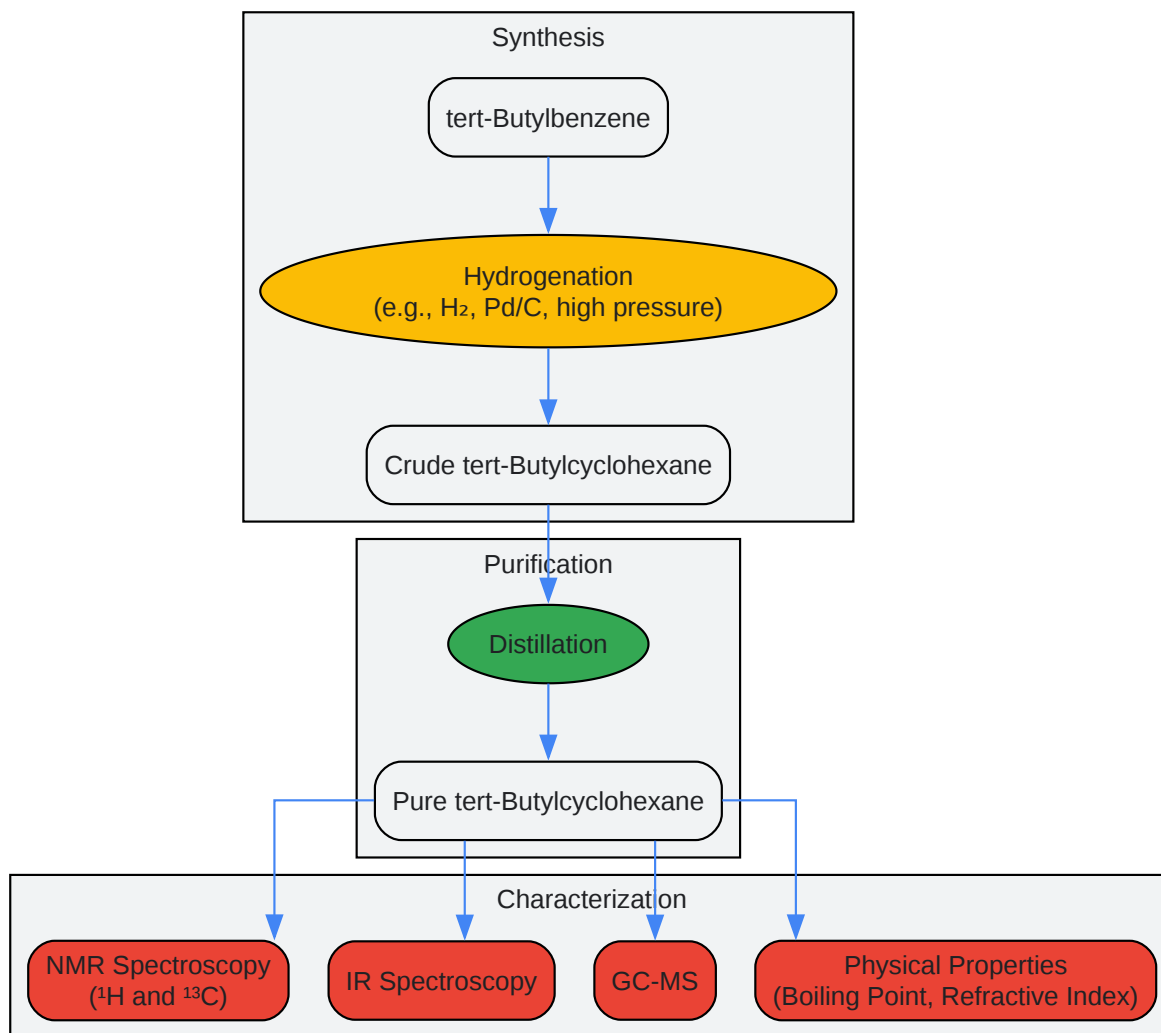 Synthesis
tert-Butylbenzene
Hydrogenation
(e.g., H₂, Pd/C, high pressure)
Crude tert-Butylcyclohexane
Purification
Distillation
Pure tert-Butylcyclohexane
Characterization
NMR Spectroscopy
(¹H and ¹³C)
IR Spectroscopy
GC-MS
Physical Properties
(Boiling Point, Refractive Index)